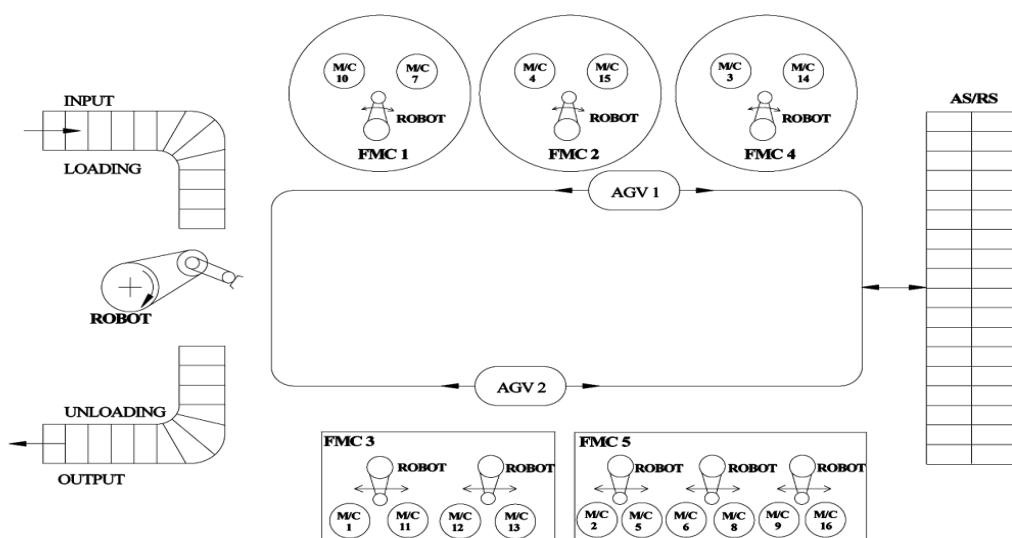 INPUT
LOADING
ROBOT
UNLOADING
OUTPUT
M/C
10
M/C
7
ROBOT
FMC 1
M/C
4
M/C
15
ROBOT
FMC 2
M/C
3
M/C
14
ROBOT
FMC 4
AS/RS
AGV 1
AGV 2
FMC 3
ROBOT
ROBOT
M/C
1
M/C
11
M/C
12
M/C
13
FMC 5
ROBOT
ROBOT
ROBOT
M/C
2
M/C
5
M/C
6
M/C
8
M/C
9
M/C
16